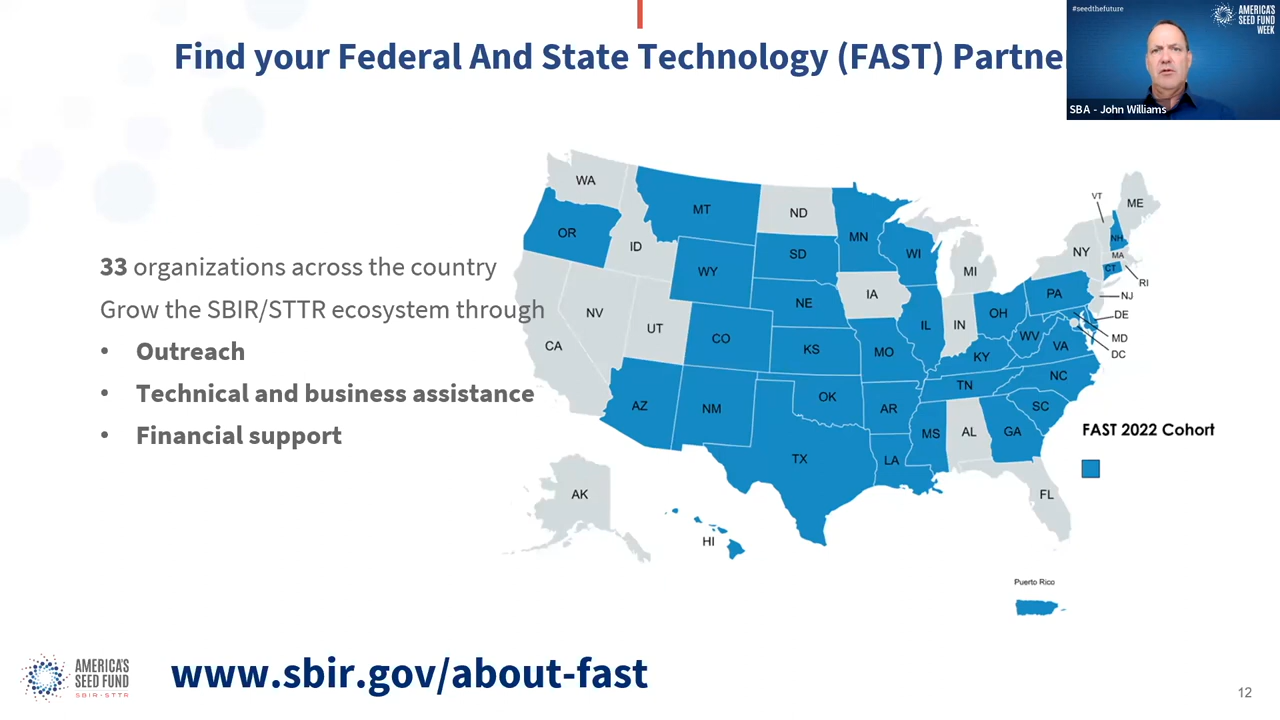 Find your Federal And State Technology (FAST) Partne
#seedthefuture
AMERICA'S
SEED FUND
WEEK
SBA - John Williams
33 organizations across the country
Grow the SBIR/STTR ecosystem through
• Outreach
• Technical and business assistance
• Financial support
WA
OR
ID
MT
ND
MN
WI
MI
NY
VT
NH
ME
MA
CT
RI
NJ
DE
MD
DC
PA
SD
WY
NE
IA
IL
IN
OH
WV
VA
NV
UT
CO
KS
MO
KY
CA
AZ
NM
OK
AR
TN
NC
SC
MS
AL
GA
TX
LA
FL
AK
HI
FAST 2022 Cohort
Puerto Rico
AMERICA'S
SEED FUND
SBIR·STTR
www.sbir.gov/about-fast
12